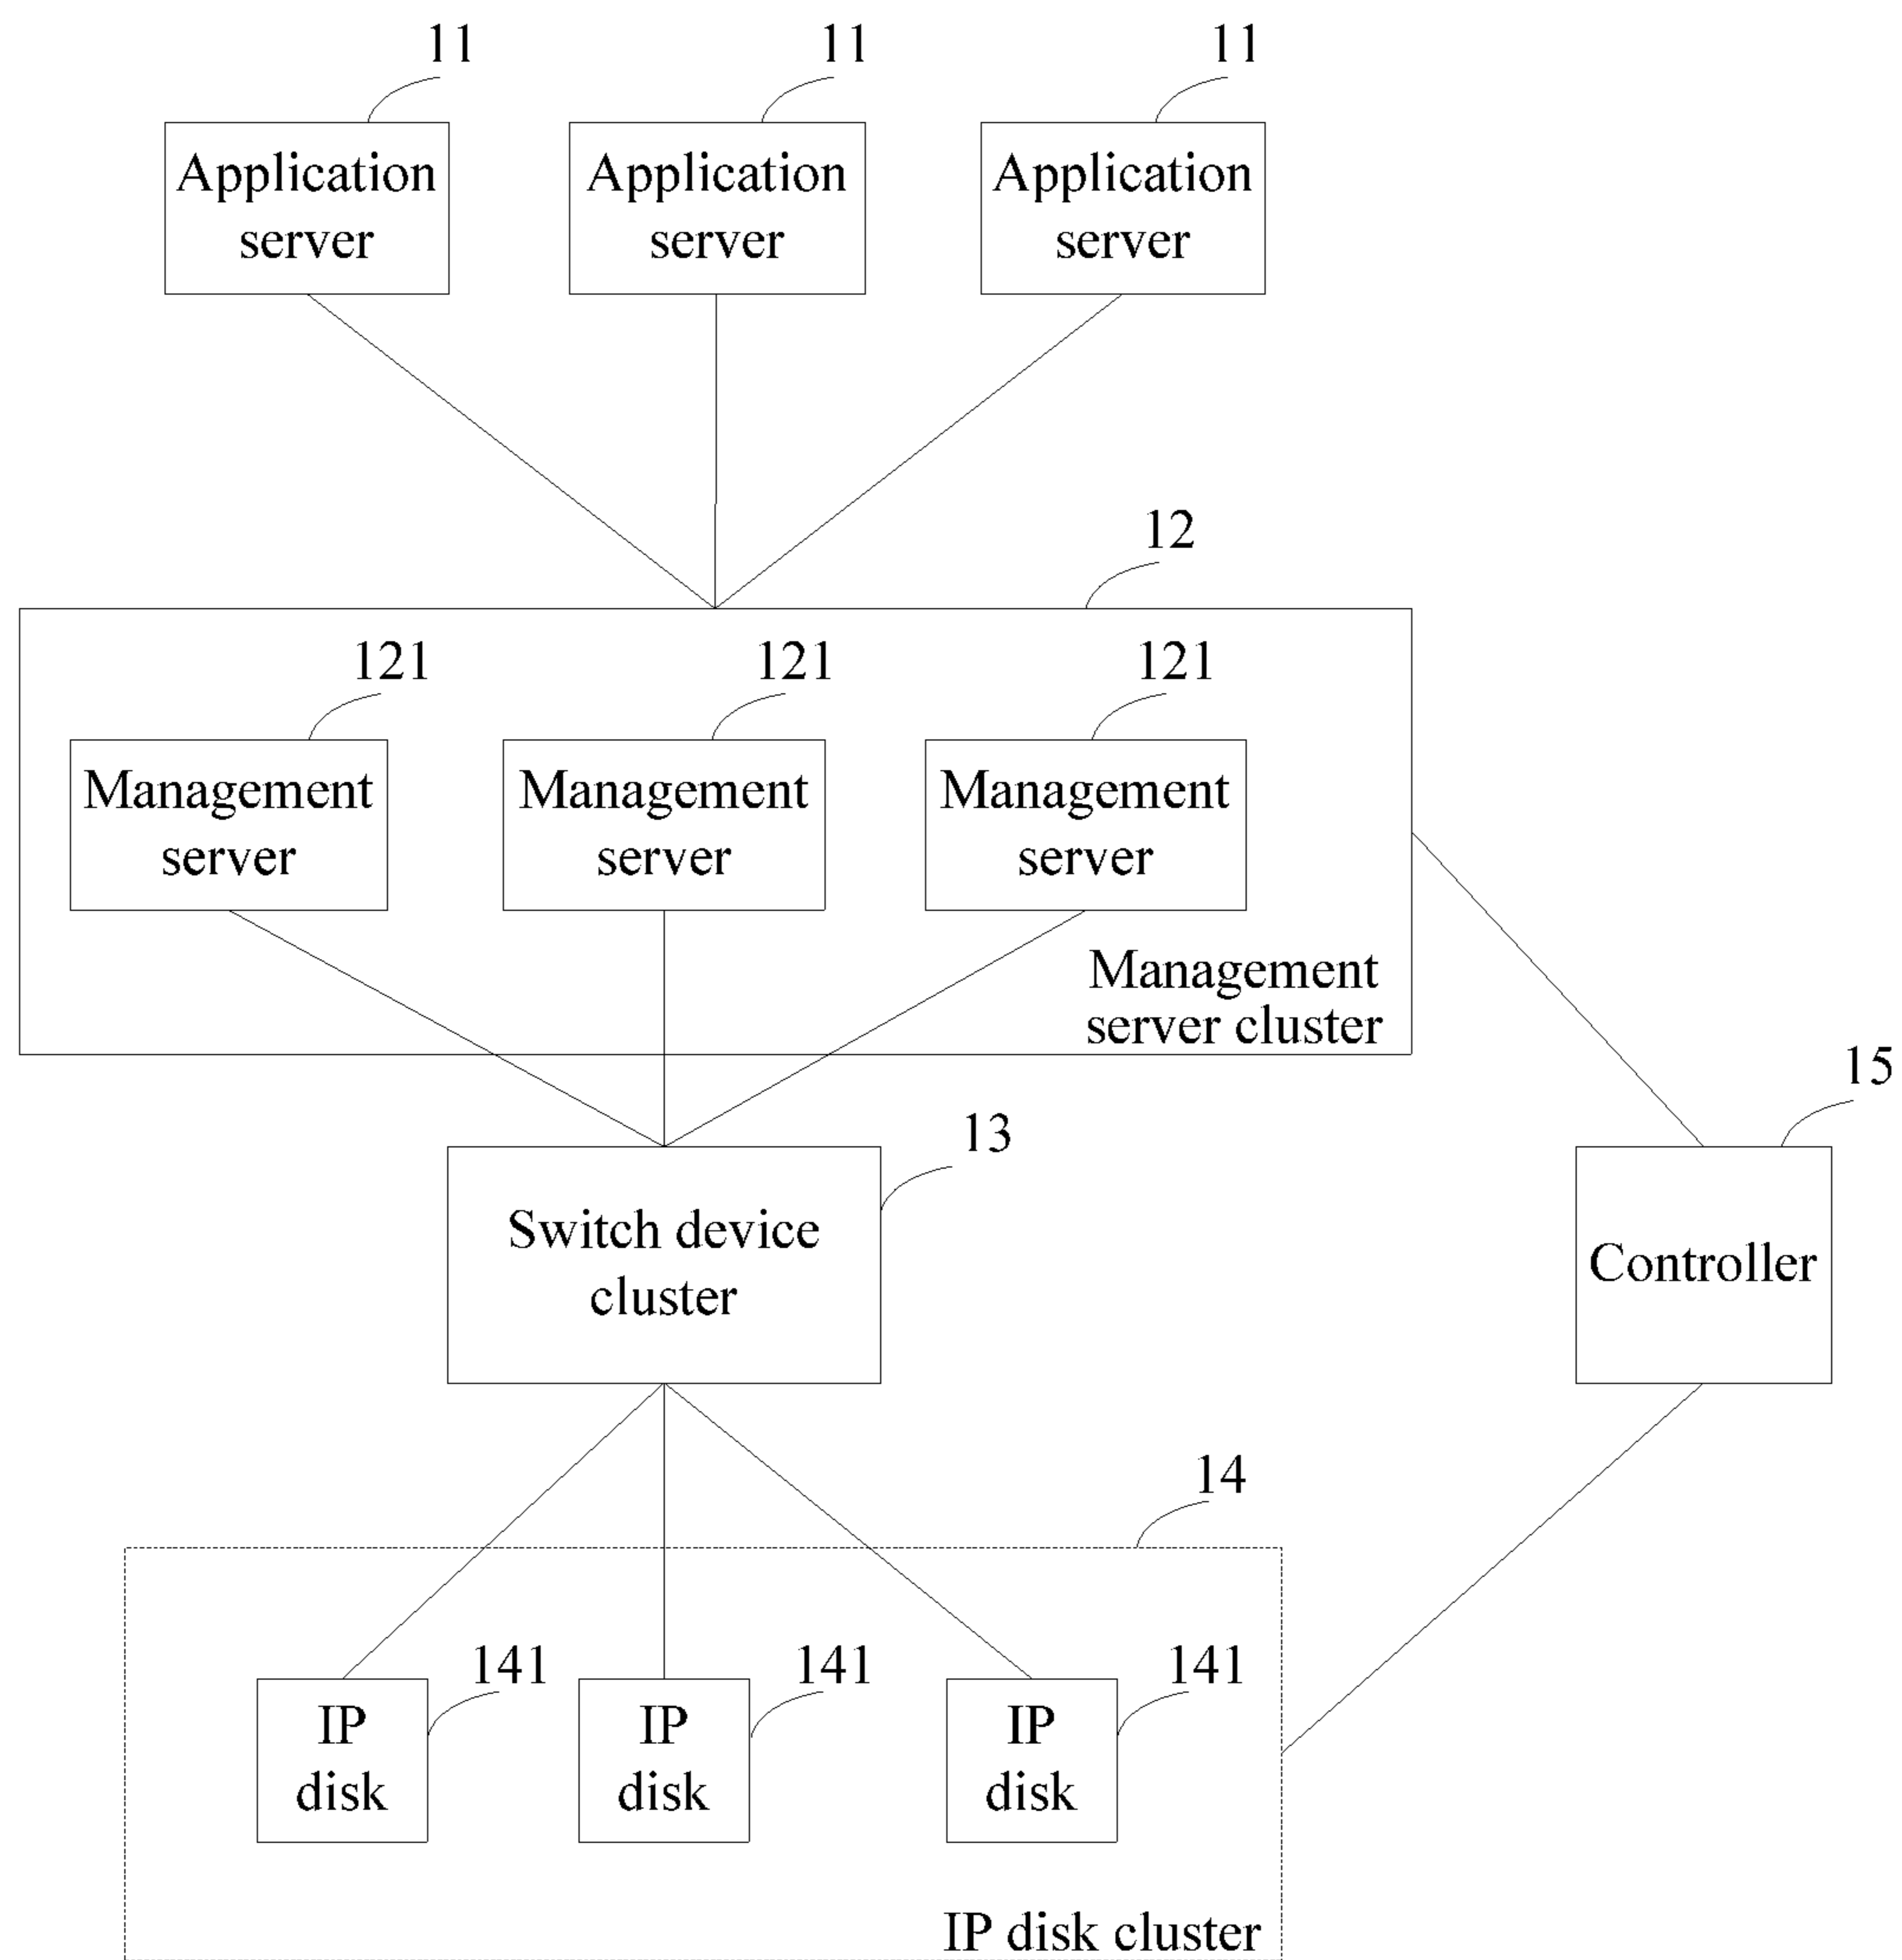 11
11
11
Application
server
Application
server
Application
server
12
121
121
121
Management
server
Management
server
Management
server
Management
server cluster
15
13
Switch device
cluster
Controller
14
141
141
141
IP
disk
IP
disk
IP
disk
IP disk cluster